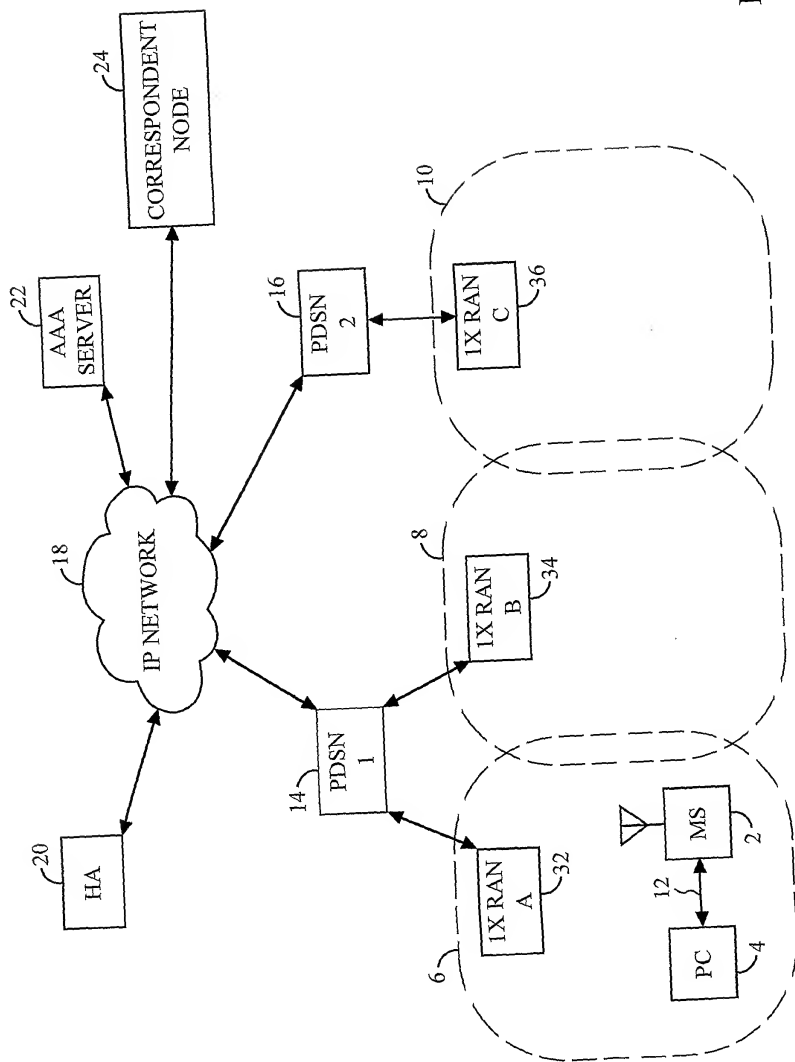 20
HA
18
IP NETWORK
22
AAA
SERVER
24
CORRESPONDENT
NODE
14
PDSN
1
16
PDSN
2
6
8
10
1X RAN
A
32
1X RAN
B
34
1X RAN
C
36
PC
4
12
MS
2